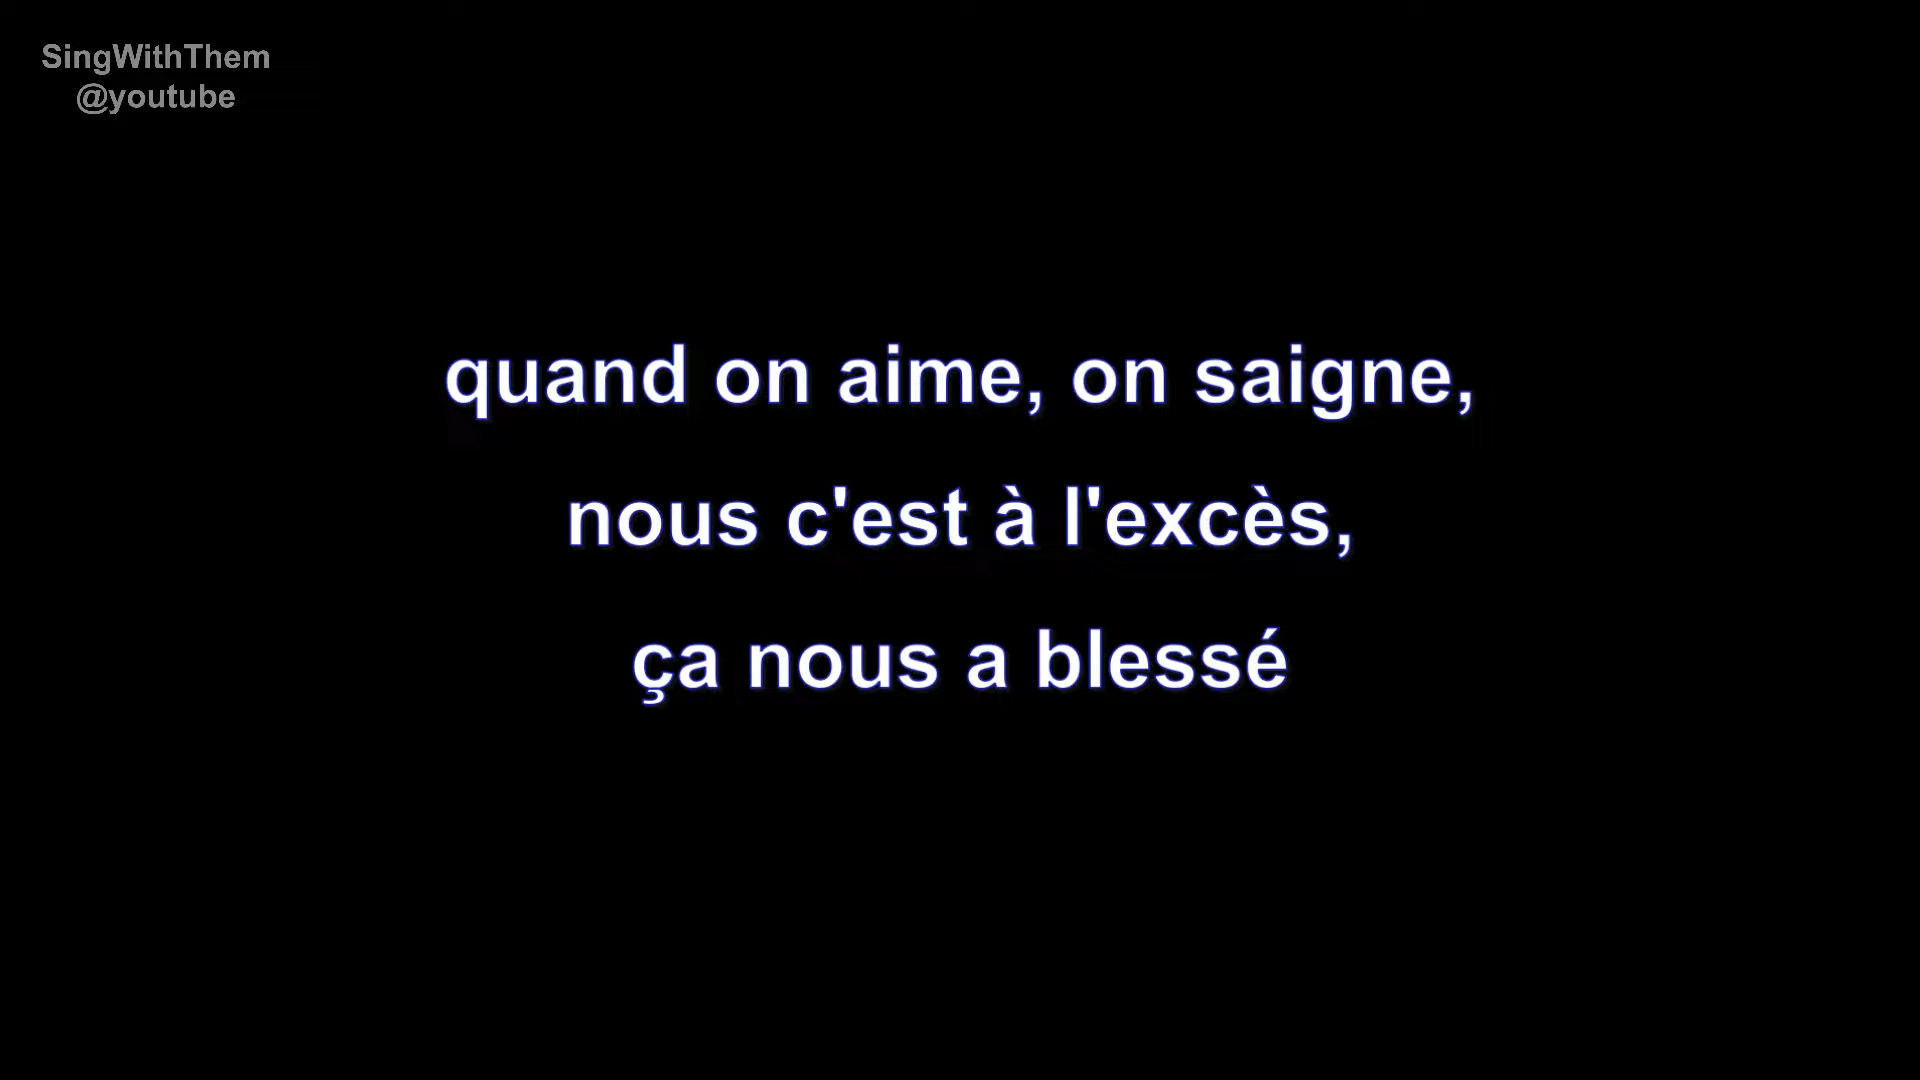 SingWithThem
@youtube
quand on aime, on saigne,
nous c'est à l'excès,
ça nous a blessé